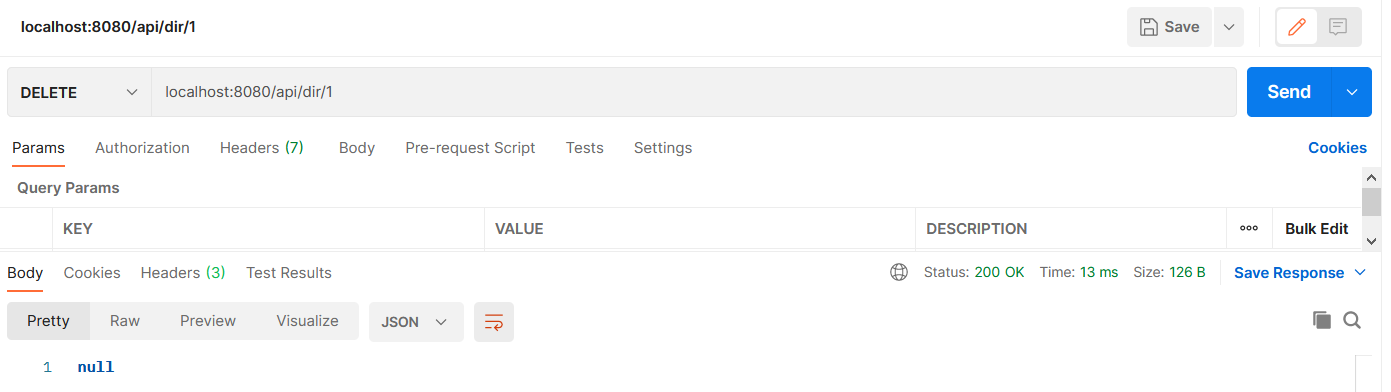 localhost:8080/api/dir/1 Save
DELETE localhost:8080/api/dir/1 Send
Params Authorization Headers (7) Body Pre-request Script Tests Settings Cookies
Query Params
KEY VALUE DESCRIPTION ooo Bulk Edit
Body Cookies Headers (3) Test Results Status: 200 OK Time: 13 ms Size: 126 B Save Response
Pretty Raw Preview Visualize JSON
1 null